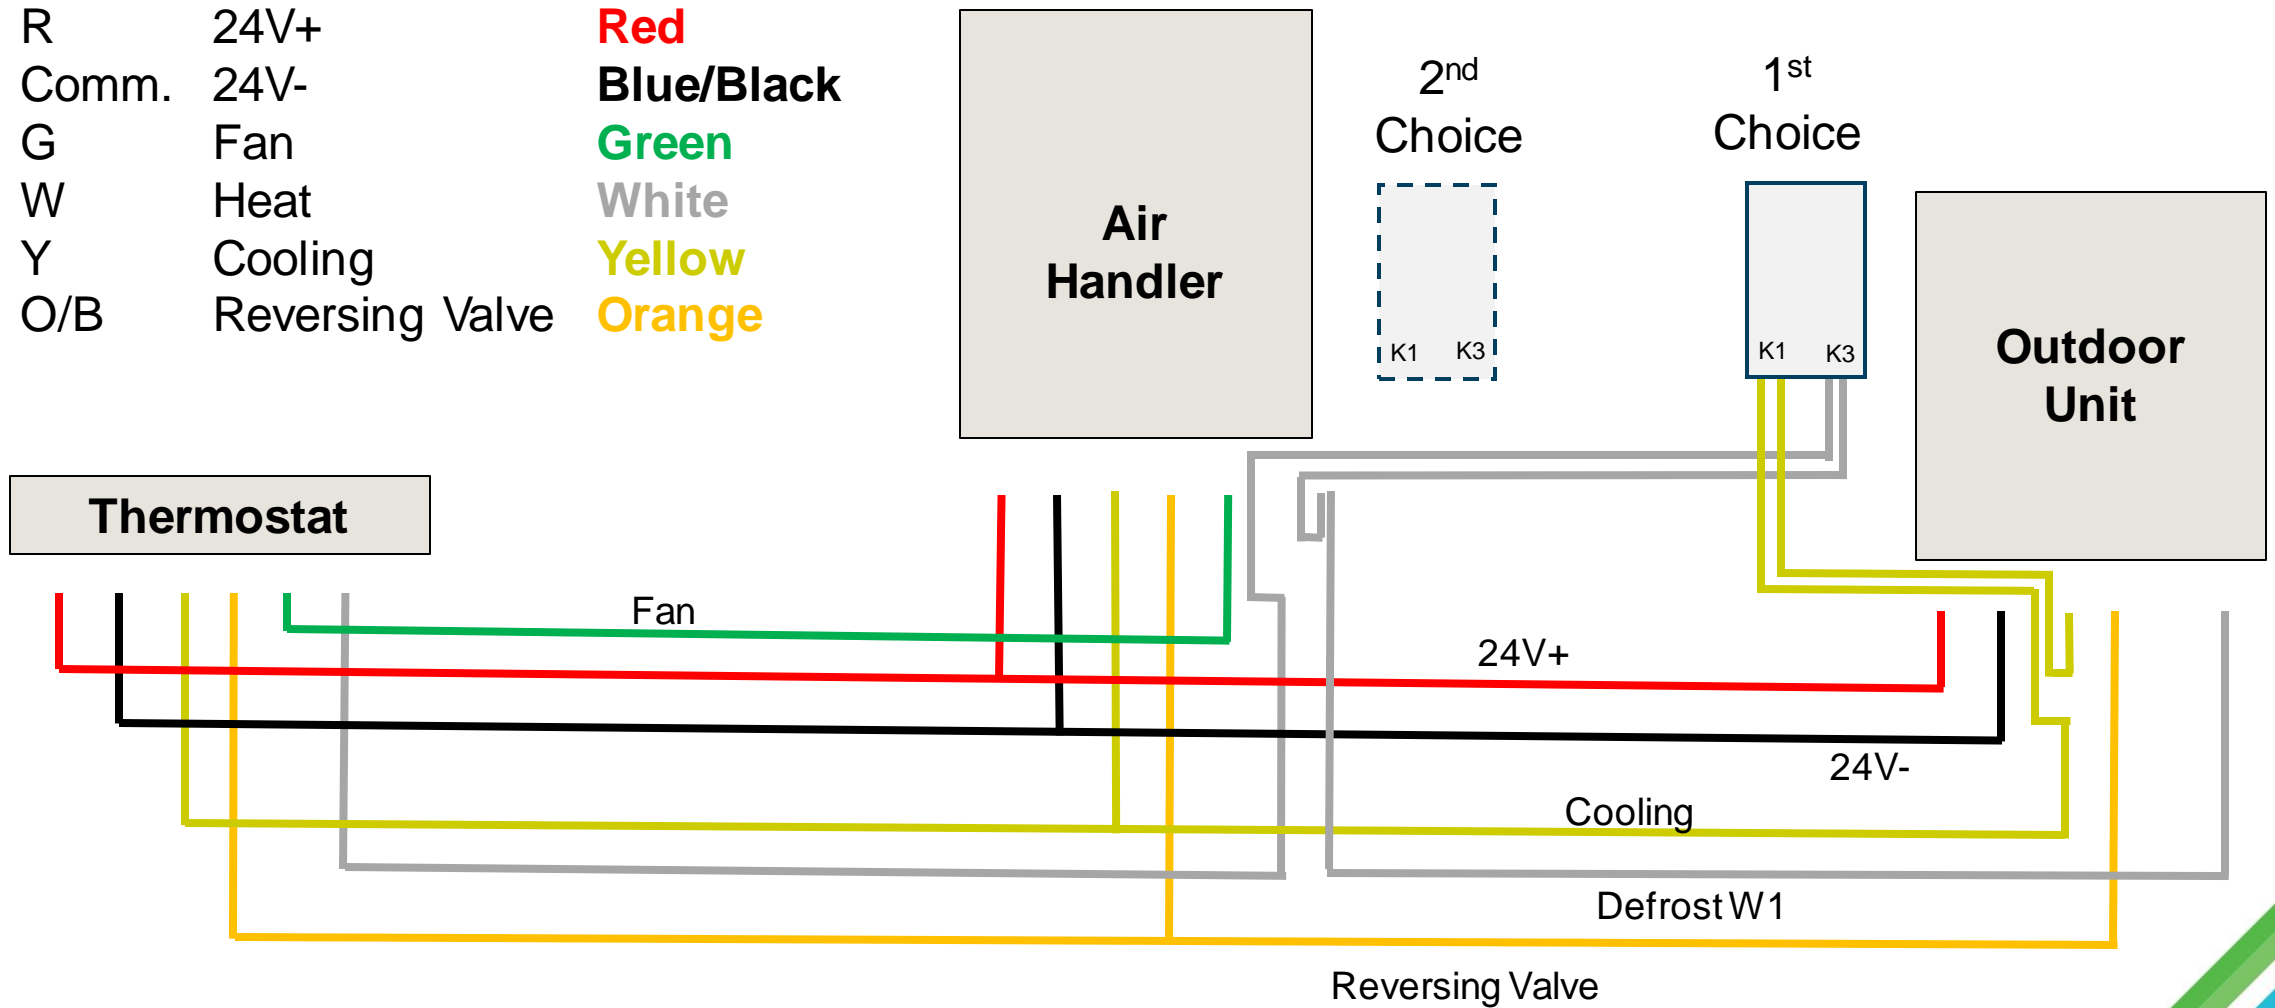 R 24V+ Red
Comm. 24V- Blue/Black
G Fan Green
W Heat White
Y Cooling Yellow
O/B Reversing Valve Orange
Air
Handler
2nd
Choice
1st
Choice
K1 K3
K1 K3
Outdoor
Unit
Thermostat
Fan
24V+
24V-
Cooling
Defrost W1
Reversing Valve